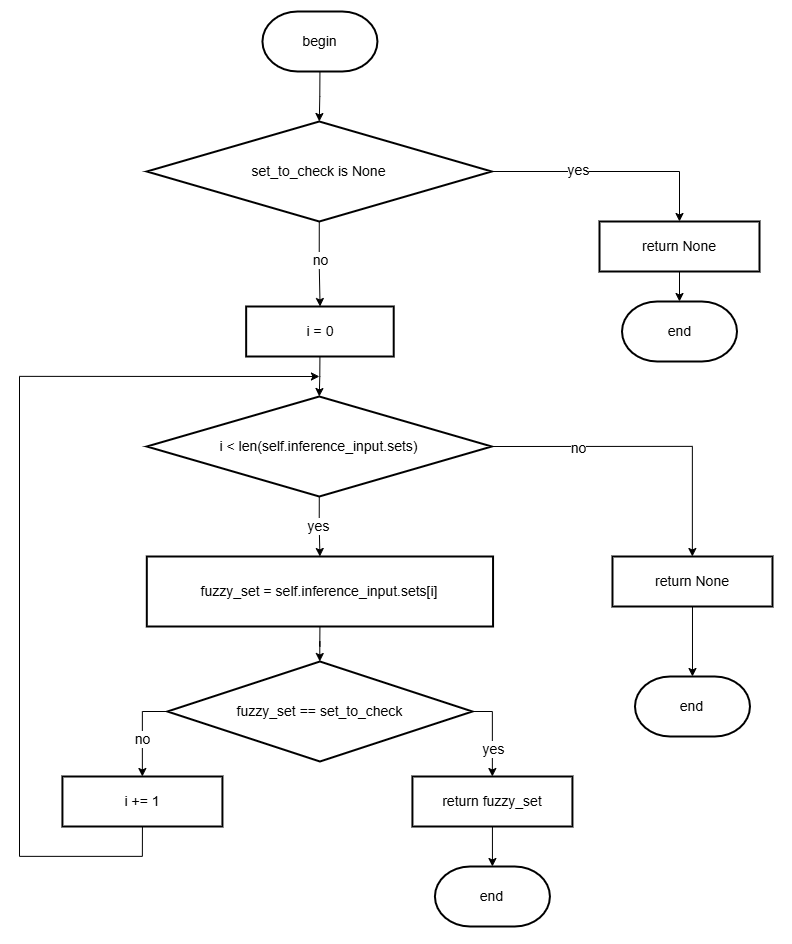 begin
set_to_check is None
yes
return None
no
end
i = 0
i < len(self.inference_input.sets)
no
yes
fuzzy_set = self.inference_input.sets[i]
return None
fuzzy_set == set_to_check
end
no
yes
i += 1
return fuzzy_set
end